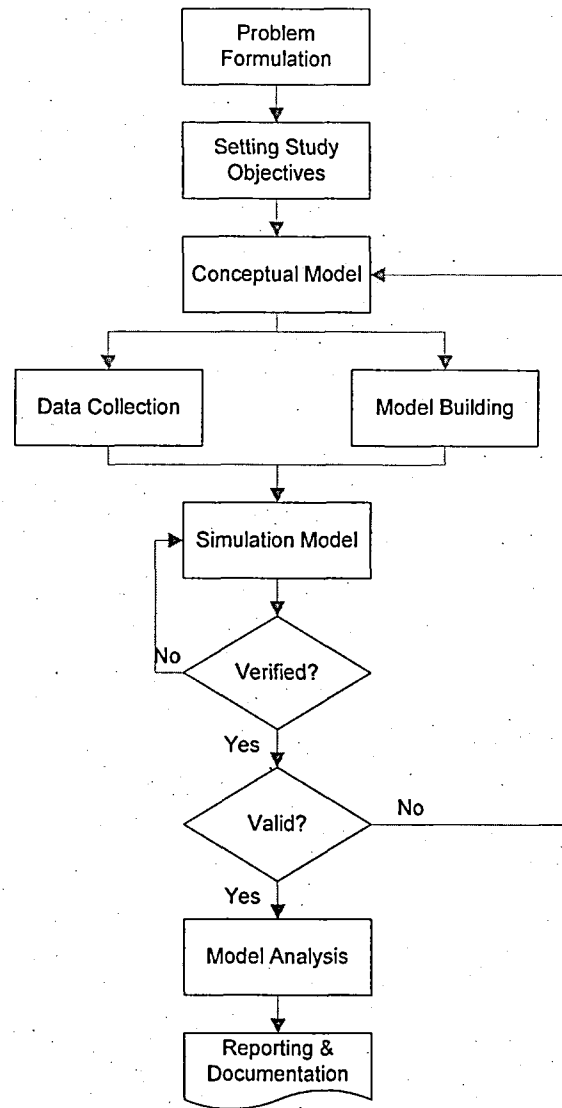 Problem
Formulation
Setting Study
Objectives
Conceptual Model
Data Collection
Model Building
Simulation Model
No
Verified?
Yes
Valid?
No
Yes
Model Analysis
Reporting &
Documentation